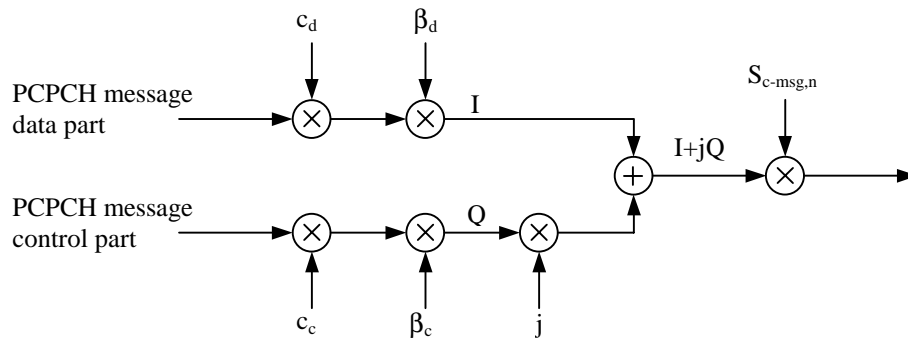 c_d
β_d
S_c-msg,n
PCPCH message
data part
I
I+jQ
PCPCH message
control part
Q
c_c
β_c
j